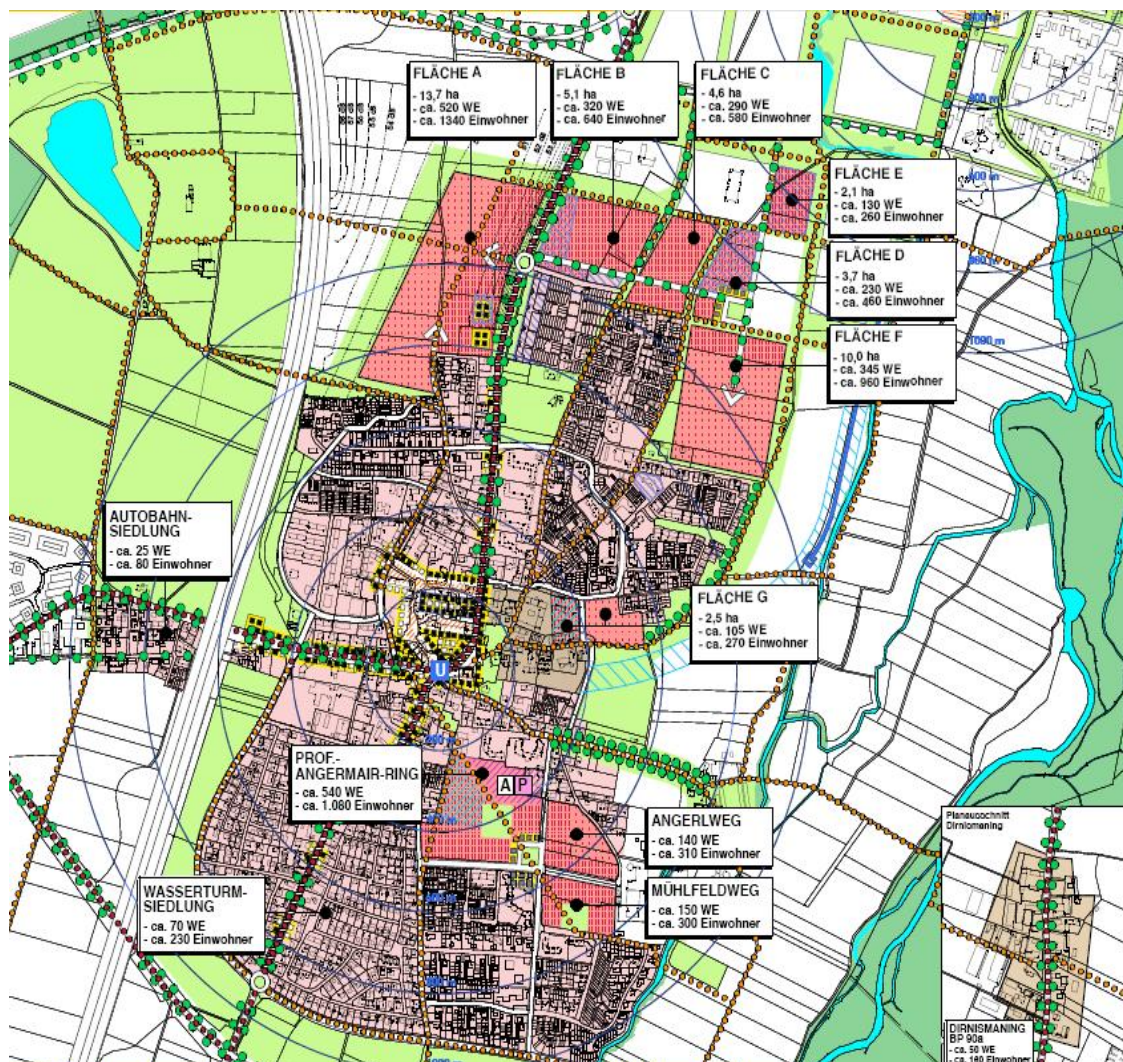 FLÄCHE A
- 13,7 ha
- ca. 520 WE
- ca. 1340 Einwohner
FLÄCHE B
- 5,1 ha
- ca. 320 WE
- ca. 640 Einwohner
FLÄCHE C
- 4,6 ha
- ca. 290 WE
- ca. 580 Einwohner
FLÄCHE E
- 2,1 ha
- ca. 130 WE
- ca. 260 Einwohner
FLÄCHE D
- 3,7 ha
- ca. 230 WE
- ca. 460 Einwohner
FLÄCHE F
- 10,0 ha
- ca. 345 WE
- ca. 960 Einwohner
AUTOBAHN-
SIEDLUNG
- ca. 25 WE
- ca. 80 Einwohner
FLÄCHE G
- 2,5 ha
- ca. 105 WE
- ca. 270 Einwohner
U
PROF.-
ANGERMAIR-RING
- ca. 540 WE
- ca. 1.080 Einwohner
A P
ANGERLWEG
- ca. 140 WE
- ca. 310 Einwohner
MÜHLFELDWEG
- ca. 150 WE
- ca. 300 Einwohner
WASSERTURM-
SIEDLUNG
- ca. 70 WE
- ca. 230 Einwohner
Planausschnitt
Dirnismaning
DIRNISMANING
BP 90a
- ca. 50 WE
- ca. 160 Einwohner